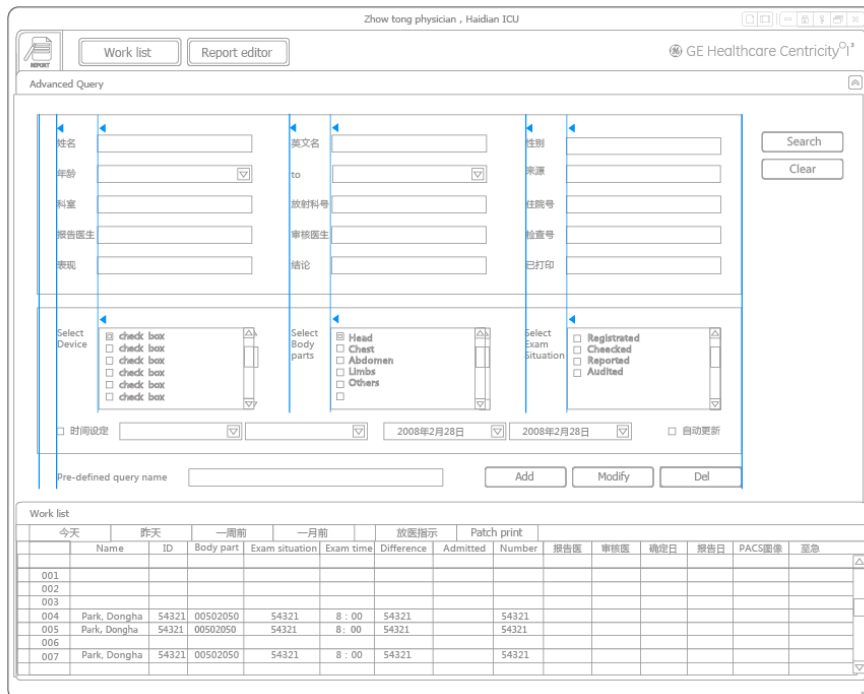 Zhow tong physician , Haidian ICU
REPORT Work list Report editor GE Healthcare Centricity
Advanced Query
姓名 英文名 性别 Search
年龄 to 来源 Clear
科室 放射科号 住院号
报告医生 审核医生 检查号
表现 结论 已打印
Select Device
check box
check box
check box
check box
check box
check box
Select Body parts
Head
Chest
Abdomen
Limbs
Others
Select Exam Situation
Registrated
Cheecked
Reported
Audited
时间设定 2008年2月28日 2008年2月28日 自动更新
Pre-defined query name Add Modify Del
Work list
今天 昨天 一周前 一月前 放医指示 Patch print
Name ID Body part Exam situation Exam time Difference Admitted Number 报告医 审核医 确定日 报告日 PACS图像 至急
001
002
003
004 Park, Dongha 54321 00502050 54321 8 : 00 54321 54321
005 Park, Dongha 54321 00502050 54321 8: 00 54321 54321
006
007 Park, Dongha 54321 00502050 54321 8 : 00 54321 54321